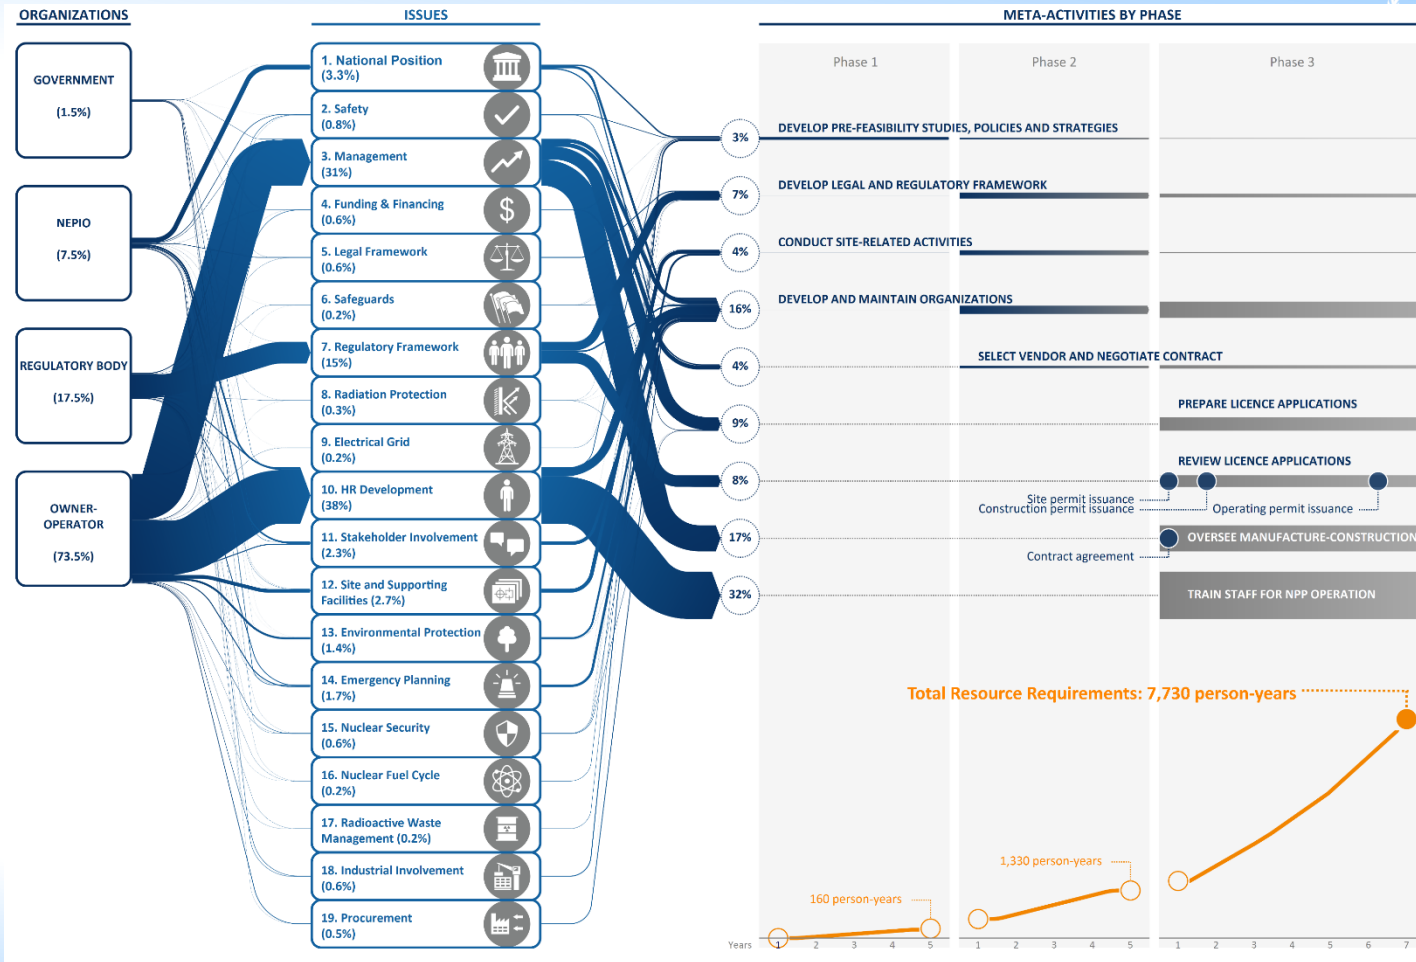 ORGANIZATIONS
GOVERNMENT
(1.5%)
NEPIO
(7.5%)
REGULATORY BODY
(17.5%)
OWNER-
OPERATOR
(73.5%)
ISSUES
1. National Position
(3.3%)
2. Safety
(0.8%)
3. Management
(31%)
4. Funding & Financing
(0.6%)
$
5. Legal Framework
(0.6%)
6. Safeguards
(0.2%)
7. Regulatory Framework
(15%)
8. Radiation Protection
(0.3%)
9. Electrical Grid
(0.2%)
10. HR Development
(38%)
11. Stakeholder Involvement
(2.3%)
12. Site and Supporting
Facilities (2.7%)
13. Environmental Protection
(1.4%)
14. Emergency Planning
(1.7%)
15. Nuclear Security
(0.6%)
16. Nuclear Fuel Cycle
(0.2%)
17. Radioactive Waste
Management (0.2%)
18. Industrial Involvement
(0.6%)
19. Procurement
(0.5%)
META-ACTIVITIES BY PHASE
Phase 1
Phase 2
Phase 3
3%
DEVELOP PRE-FEASIBILITY STUDIES, POLICIES AND STRATEGIES
7%
DEVELOP LEGAL AND REGULATORY FRAMEWORK
4%
CONDUCT SITE-RELATED ACTIVITIES
16%
DEVELOP AND MAINTAIN ORGANIZATIONS
4%
SELECT VENDOR AND NEGOTIATE CONTRACT
9%
PREPARE LICENCE APPLICATIONS
8%
REVIEW LICENCE APPLICATIONS
Site permit issuance
Construction permit issuance
Operating permit issuance
17%
OVERSEE MANUFACTURE-CONSTRUCTION
Contract agreement
32%
TRAIN STAFF FOR NPP OPERATION
Total Resource Requirements: 7,730 person-years
1,330 person-years
160 person-years
Years
1 2 3 4 5
1 2 3 4 5
1 2 3 4 5 6 7